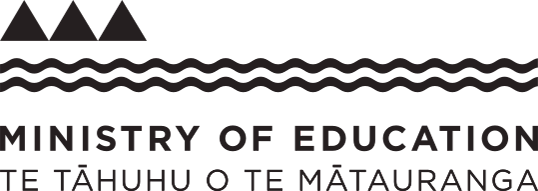 MINISTRY OF EDUCATION
TE TĀHUHU O TE MĀTAURANGA